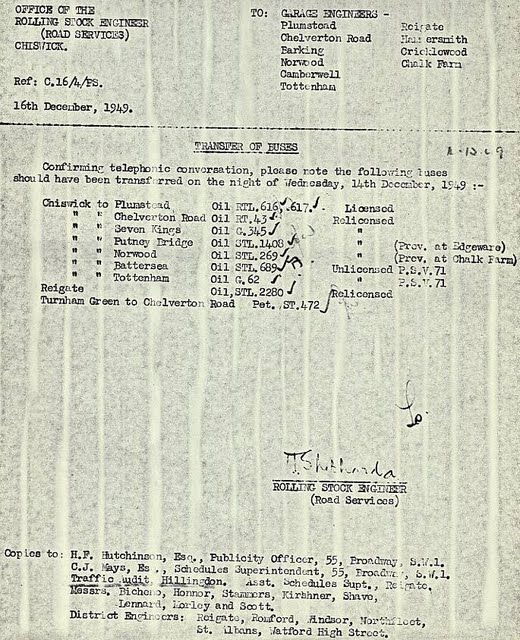 OFFICE OF THE
ROLLING STOCK ENGINEER
(ROAD SERVICES)
CHISWICK.
Ref: C.16/4/PS.
16th December, 1949.
TO: GARAGE ENGINEERS -
Plumstead Reigate
Chelverton Road Hammersmith
Barking Cricklewood
Norwood Chalk Farm
Camberwell
Tottenham
TRANSFER OF BUSES
Confirming telephonic conversation, please note the following buses
should have been transferred on the night of Wednesday, 14th December, 1949 :-
Chiswick to Plumstead Oil RTL,616, 617. Licensed
" " Chelverton Road Oil RT.43 Relicensed
" " Seven Kings Oil G.345 "
" " Putney Bridge Oil STL.1408 " (Prev. at Edgeware)
" " Norwood Oil STL.269 " (Prev. at Chalk Farm)
" " Battersea Oil STL.689 Unlicensed P.S.V.71
" " Tottenham Oil G.62 " P.S.V.71
Reigate Oil,STL.2280 Relicensed
Turnham Green to Chelverton Road Pet. ST.472
ROLLING STOCK ENGINEER
(Road Services)
Copies to: H.F. Hutchinson, Esq., Publicity Officer, 55, Broadway, S.W.1.
C.J. Mays, Es ., Schedules Superintendent, 55, Broadway, S.W.1.
Traffic Audit, Hillingdon. Asst. Schedules Supt., Reigate,
Messrs. Bicheno, Honnor, Stammers, Kirshner, Shave,
Lennard, Morley and Scott.
District Engineers: Reigate, Romford, Windsor, Northfleet,
St. Albans, Watford High Street.